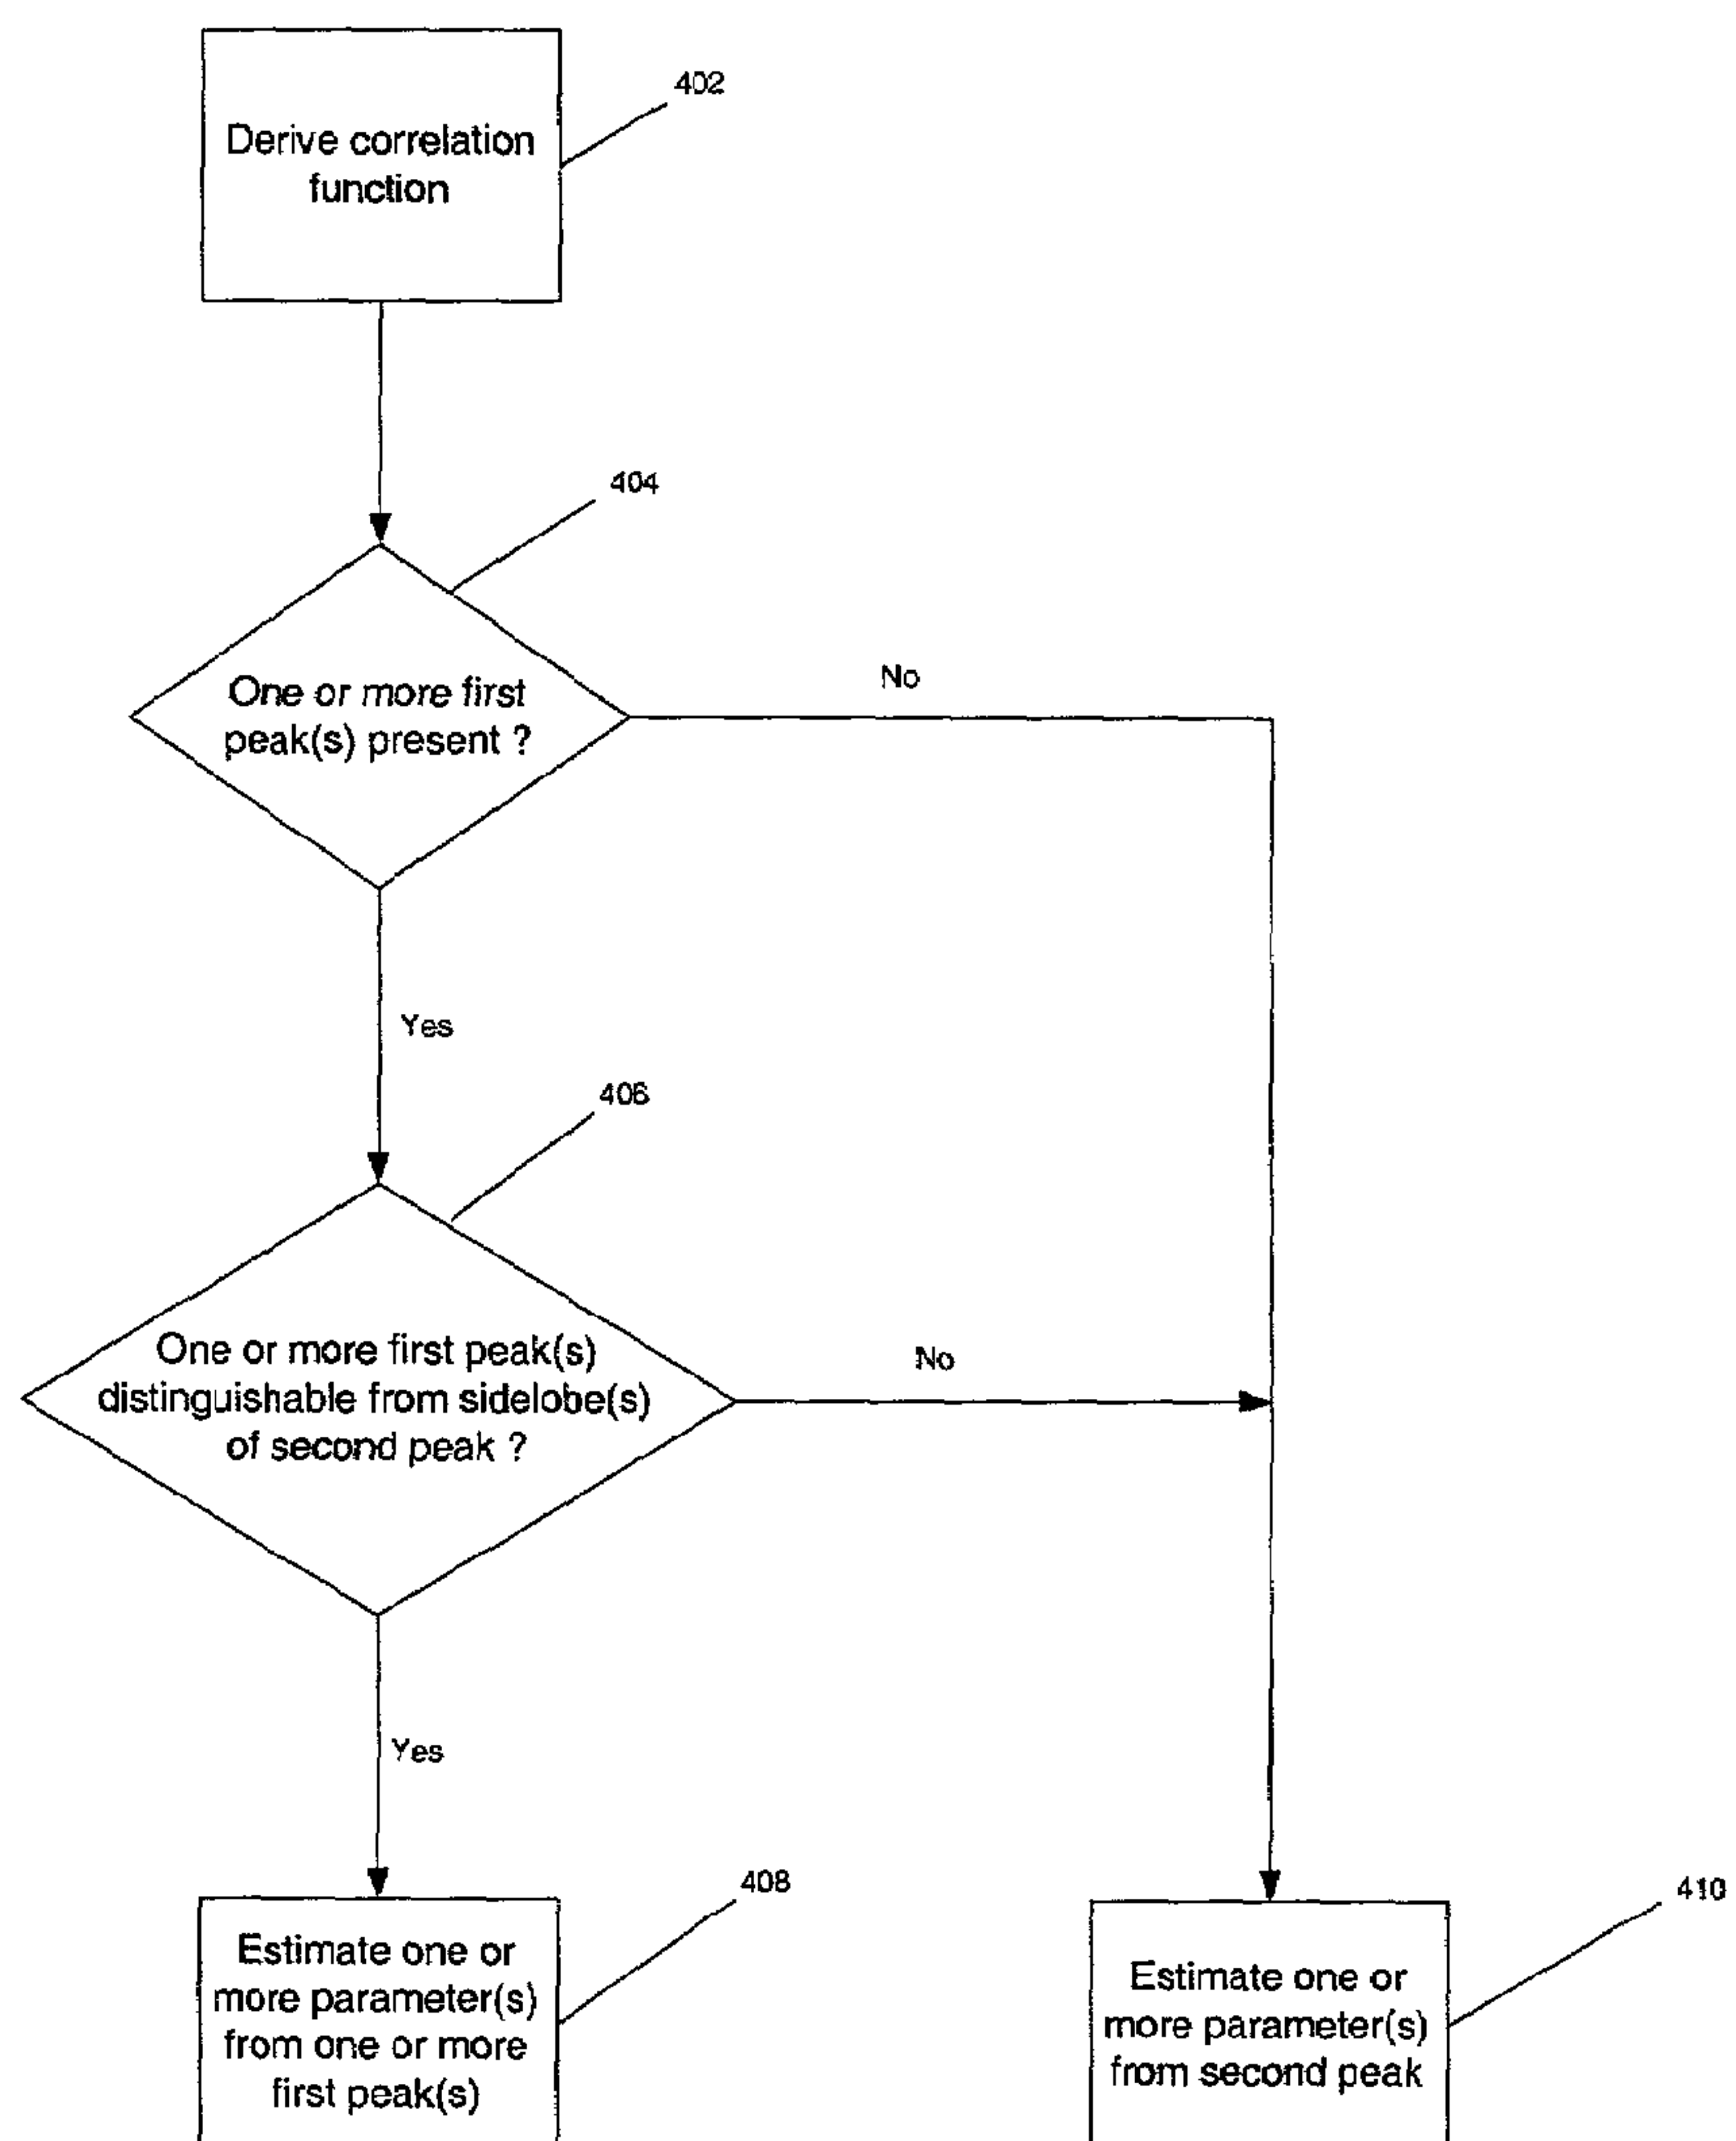 402
Derive correlation
function
404
One or more first
peak(s) present ?
No
Yes
406
One or more first peak(s)
distinguishable from sidelobe(s)
of second peak ?
No
Yes
408
Estimate one or
more parameter(s)
from one or more
first peak(s)
410
Estimate one or
more parameter(s)
from second peak